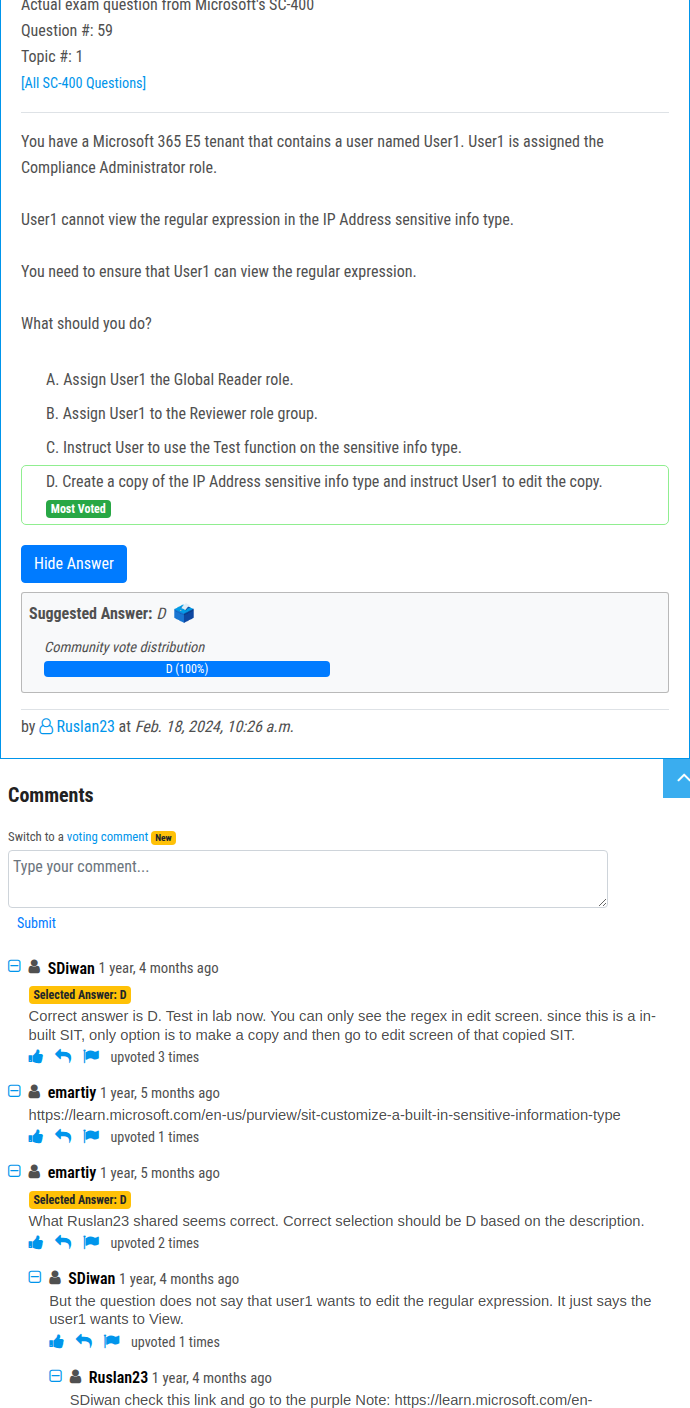 Actual exam question from Microsoft's SC-400
Question #: 59
Topic #: 1
[All SC-400 Questions]
You have a Microsoft 365 E5 tenant that contains a user named User1. User1 is assigned the
Compliance Administrator role.
User1 cannot view the regular expression in the IP Address sensitive info type.
You need to ensure that User1 can view the regular expression.
What should you do?
A. Assign User1 the Global Reader role.
B. Assign User1 to the Reviewer role group.
C. Instruct User to use the Test function on the sensitive info type.
D. Create a copy of the IP Address sensitive info type and instruct User1 to edit the copy.
Most Voted
Hide Answer
Suggested Answer: D
Community vote distribution
D (100%)
by Ruslan23 at Feb. 18, 2024, 10:26 a.m.
Comments
Switch to a voting comment New
Type your comment...
Submit
SDiwan 1 year, 4 months ago
Selected Answer: D
Correct answer is D. Test in lab now. You can only see the regex in edit screen. since this is a in-
built SIT, only option is to make a copy and then go to edit screen of that copied SIT.
upvoted 3 times
emartiy 1 year, 5 months ago
https://learn.microsoft.com/en-us/purview/sit-customize-a-built-in-sensitive-information-type
upvoted 1 times
emartiy 1 year, 5 months ago
Selected Answer: D
What Ruslan23 shared seems correct. Correct selection should be D based on the description.
upvoted 2 times
SDiwan 1 year, 4 months ago
But the question does not say that user1 wants to edit the regular expression. It just says the
user1 wants to View.
upvoted 1 times
Ruslan23 1 year, 4 months ago
SDiwan check this link and go to the purple Note: https://learn.microsoft.com/en-